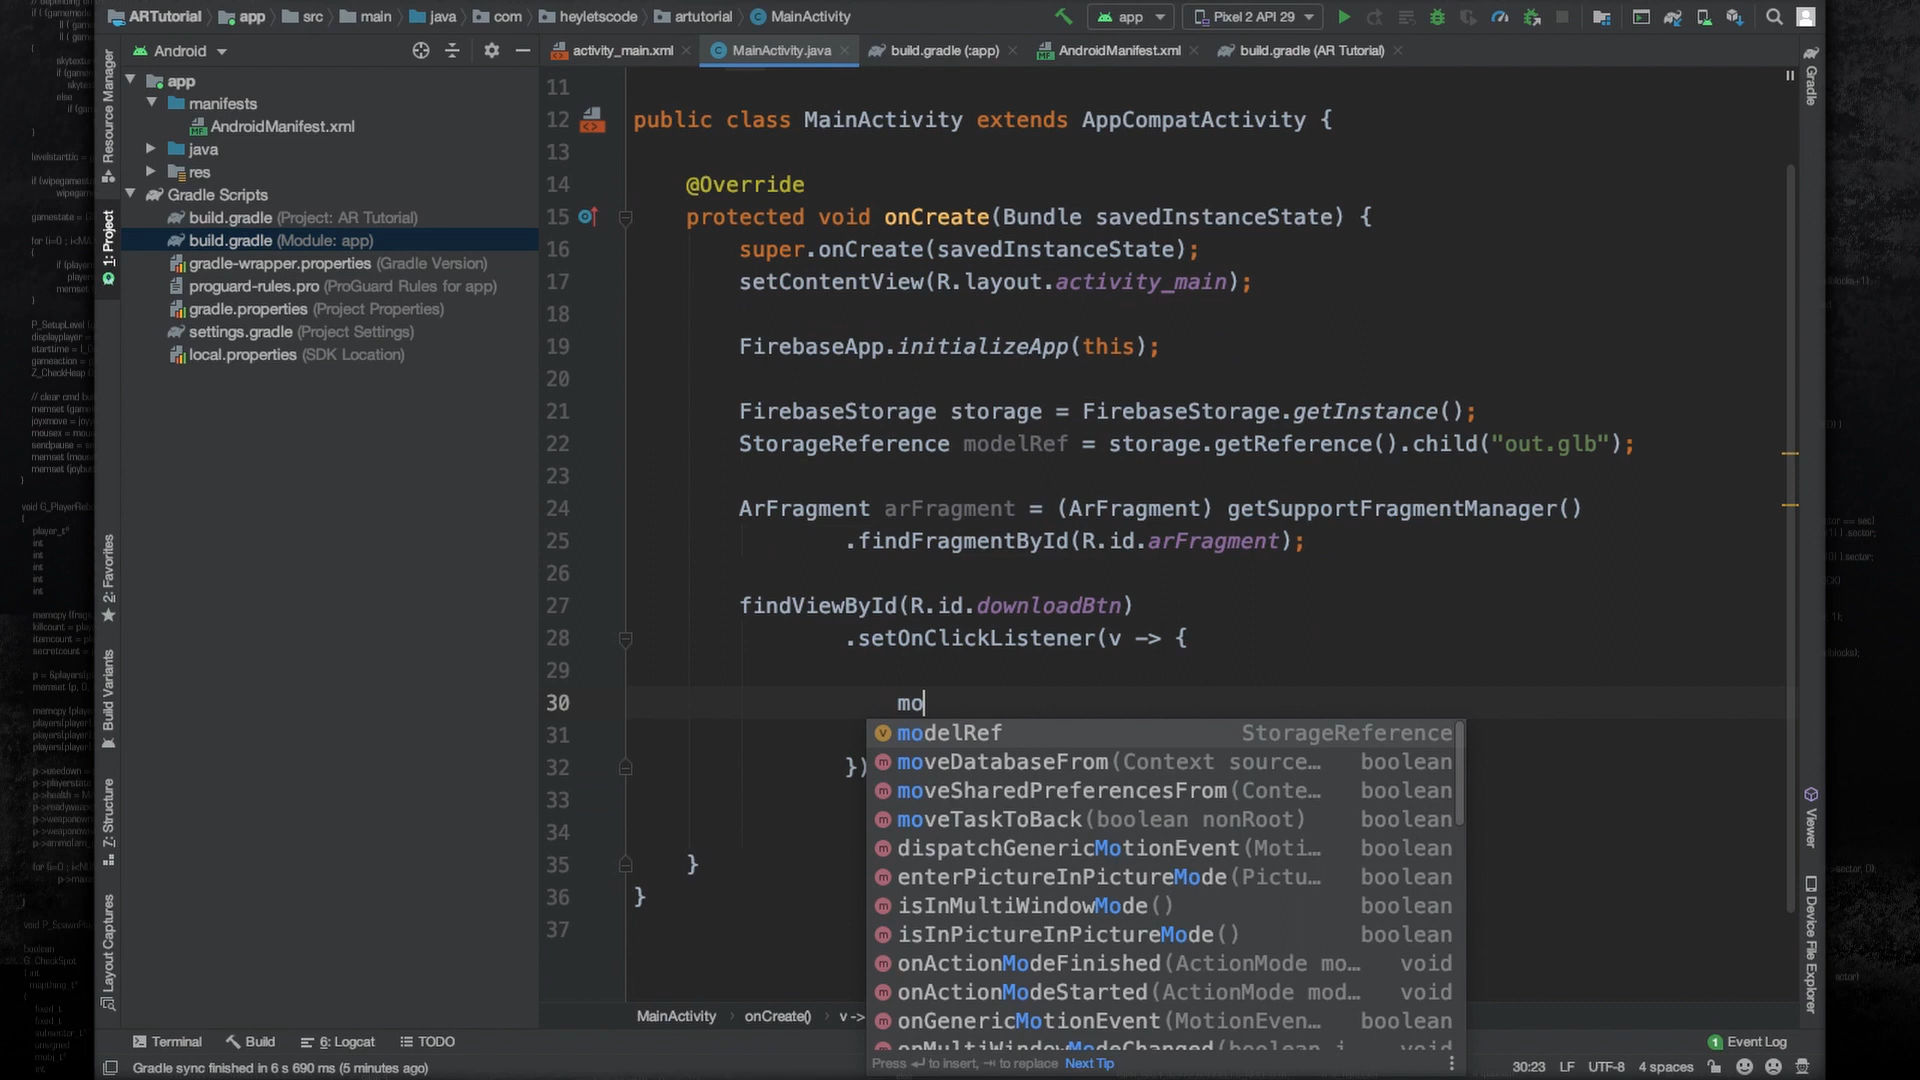 ARTutorial app src main java com heyletscode artutorial MainActivity
app Pixel 2 API 29
Android
activity_main.xml MainActivity.java build.gradle (:app) AndroidManifest.xml build.gradle (AR Tutorial)
Resource Manager
1: Project
2: Favorites
Build Variants
Z: Structure
Layout Captures
app
manifests
AndroidManifest.xml
java
res
Gradle Scripts
build.gradle (Project: AR Tutorial)
build.gradle (Module: app)
gradle-wrapper.properties (Gradle Version)
proguard-rules.pro (ProGuard Rules for app)
gradle.properties (Project Properties)
settings.gradle (Project Settings)
local.properties (SDK Location)
11
12 public class MainActivity extends AppCompatActivity {
13
14 @Override
15 protected void onCreate(Bundle savedInstanceState) {
16 super.onCreate(savedInstanceState);
17 setContentView(R.layout.activity_main);
18
19 FirebaseApp.initializeApp(this);
20
21 FirebaseStorage storage = FirebaseStorage.getInstance();
22 StorageReference modelRef = storage.getReference().child("out.glb");
23
24 ArFragment arFragment = (ArFragment) getSupportFragmentManager()
25 .findFragmentById(R.id.arFragment);
26
27 findViewById(R.id.downloadBtn)
28 .setOnClickListener(v -> {
29
30 mo
31
32 })
33
34
35 }
36 }
37
modelRef StorageReference
moveDatabaseFrom(Context source… boolean
moveSharedPreferencesFrom(Conte… boolean
moveTaskToBack(boolean nonRoot) boolean
dispatchGenericMotionEvent(Moti… boolean
enterPictureInPictureMode(Pictu… boolean
isInMultiWindowMode() boolean
isInPictureInPictureMode() boolean
onActionModeFinished(ActionMode mo… void
onActionModeStarted(ActionMode mod… void
onGenericMotionEvent(MotionEven… boolean
onMultiWindowModeChanged(boolean i void
Press ↵ to insert, ⇥ to replace Next Tip
MainActivity onCreate() v ->
Gradle
Viewer
Device File Explorer
Terminal Build 6: Logcat TODO
1 Event Log
Gradle sync finished in 6 s 690 ms (5 minutes ago)
30:23 LF UTF-8 4 spaces